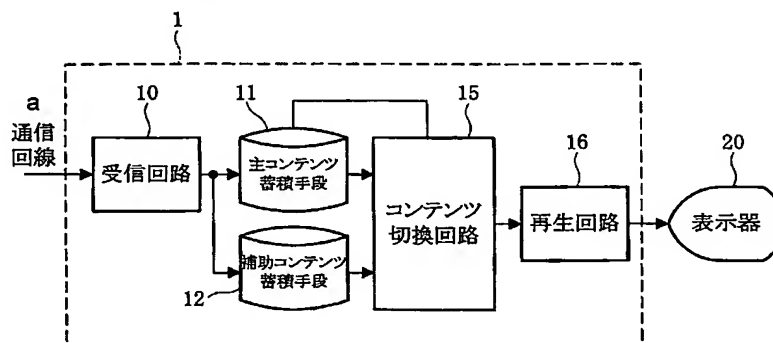 1
a
通信
回線
10
受信回路
11
主コンテンツ
蓄積手段
補助コンテンツ
蓄積手段
12
15
コンテンツ
切換回路
16
再生回路
20
表示器